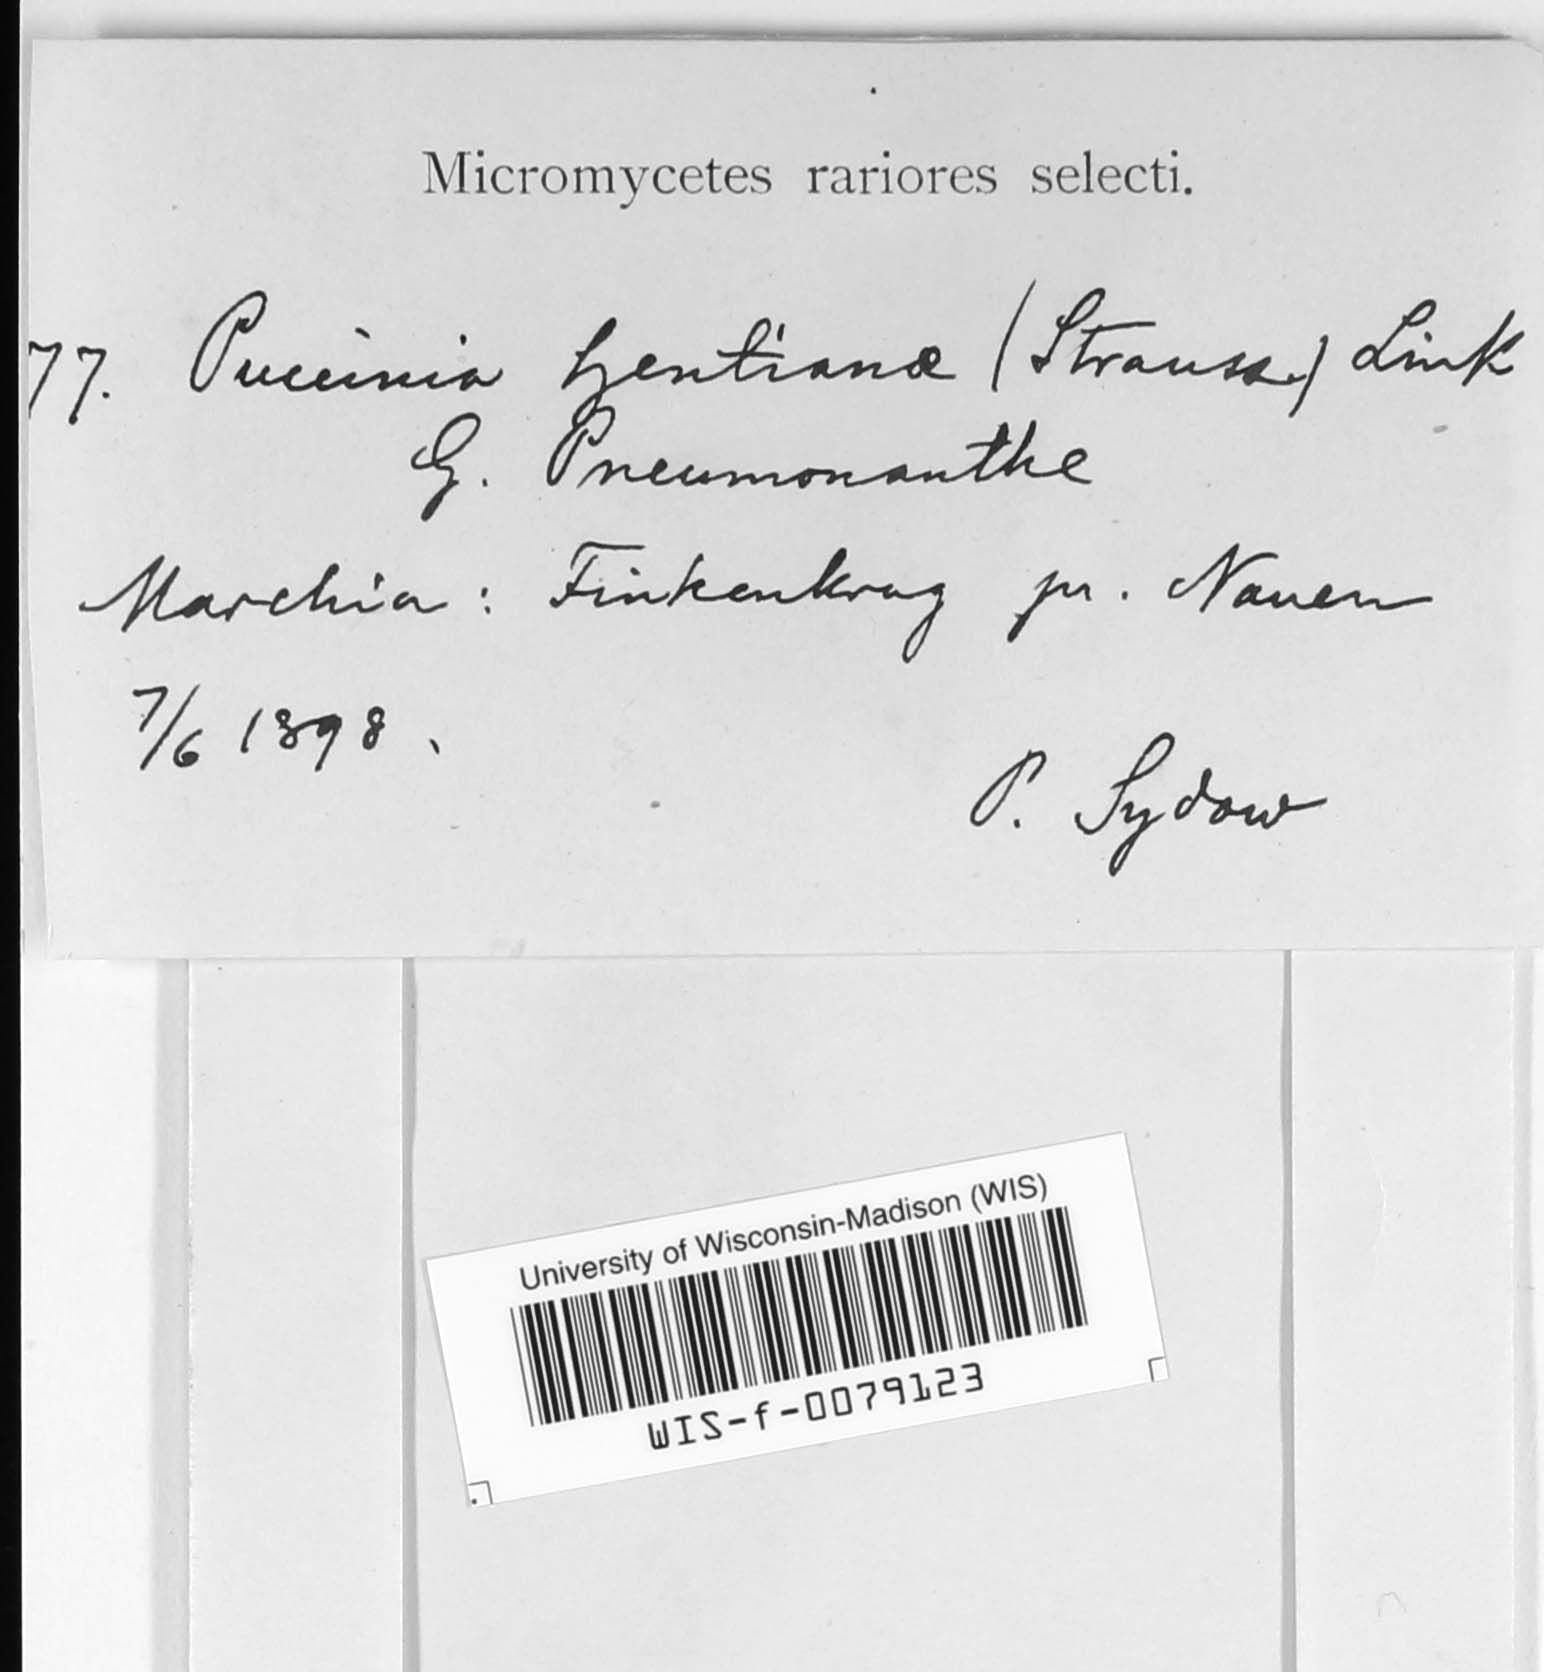 Micromycetes rariores selecti.
77. Puccinia gentianæ (Strauss.) Link
G. Pneumonanthe
Marchia: Finkenkrug pr. Nauen
7/6 1898.
P. Sydow
University of Wisconsin-Madison (WIS)
WIS-f-0079123